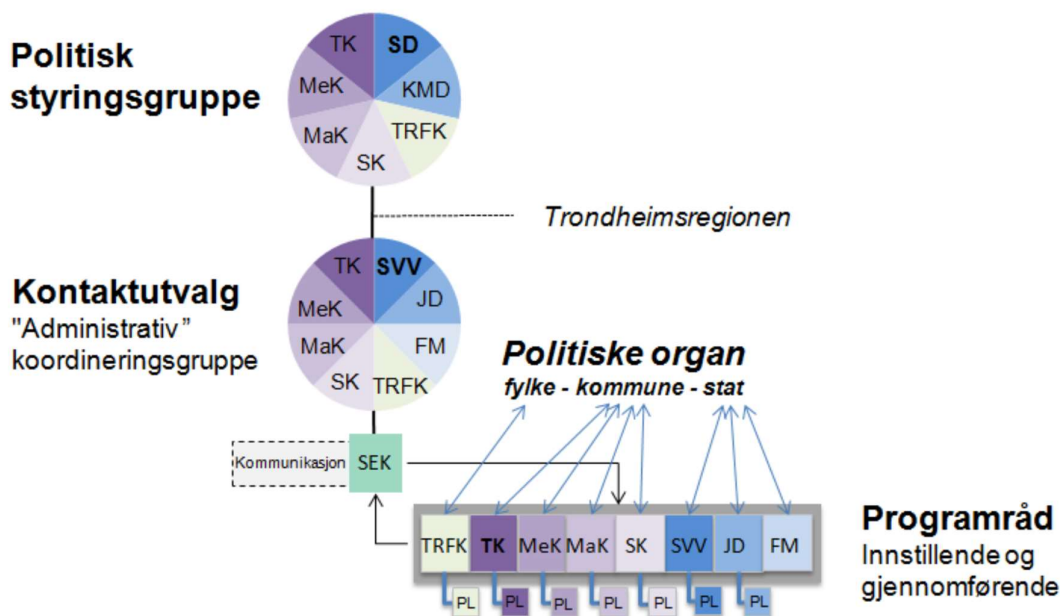 Politisk
styringsgruppe
TK
SD
MeK
KMD
MaK
TRFK
SK
Trondheimsregionen
Kontaktutvalg
"Administrativ"
koordineringsgruppe
TK
SVV
MeK
JD
MaK
FM
SK
TRFK
Politiske organ
fylke - kommune - stat
Kommunikasjon
SEK
TRFK TK MeK MaK SK SVV JD FM
PL PL PL PL PL PL PL
Programråd
Innstillende og
gjennomførende